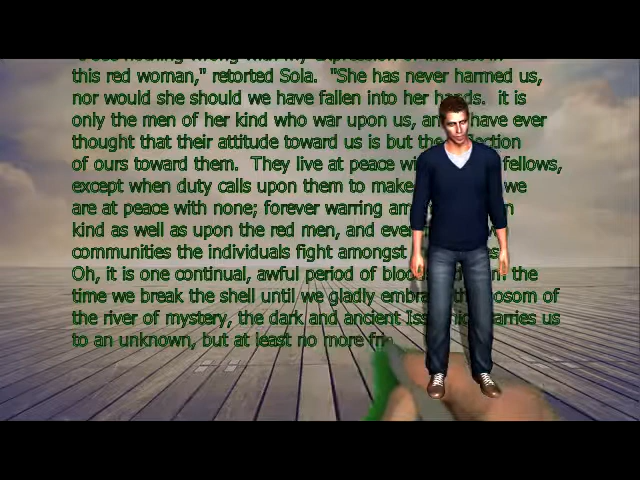 this red woman," retorted Sola. "She has never harmed us,
nor would she should we have fallen into her hands. it is
only the men of her kind who war upon us, and have ever
thought that their attitude toward us is but the
of ours toward them. They live at peace fellows,
except when duty calls upon them to make we
are at peace with none; forever warring
kind as well as upon the red men, and
communities the individuals fight amongst
Oh, it is one continual, awful period of the
time we break the shell until we gladly bosom of
the river of mystery, the dark and ancient carries us
to an unknown, but at least no more